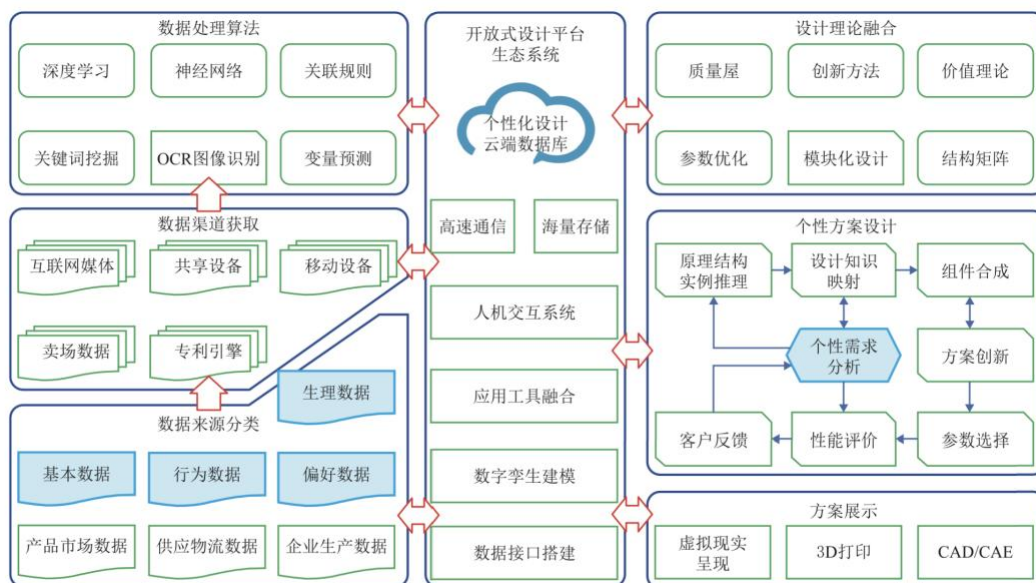 数据处理算法
深度学习
神经网络
关联规则
关键词挖掘
OCR图像识别
变量预测
数据渠道获取
互联网媒体
共享设备
移动设备
卖场数据
专利引擎
生理数据
数据来源分类
基本数据
行为数据
偏好数据
产品市场数据
供应物流数据
企业生产数据
开放式设计平台
生态系统
个性化设计
云端数据库
高速通信
海量存储
人机交互系统
应用工具融合
数字孪生建模
数据接口搭建
设计理论融合
质量屋
创新方法
价值理论
参数优化
模块化设计
结构矩阵
个性方案设计
原理结构
实例推理
设计知识
映射
组件合成
个性需求
分析
方案创新
客户反馈
性能评价
参数选择
方案展示
虚拟现实
呈现
3D打印
CAD/CAE